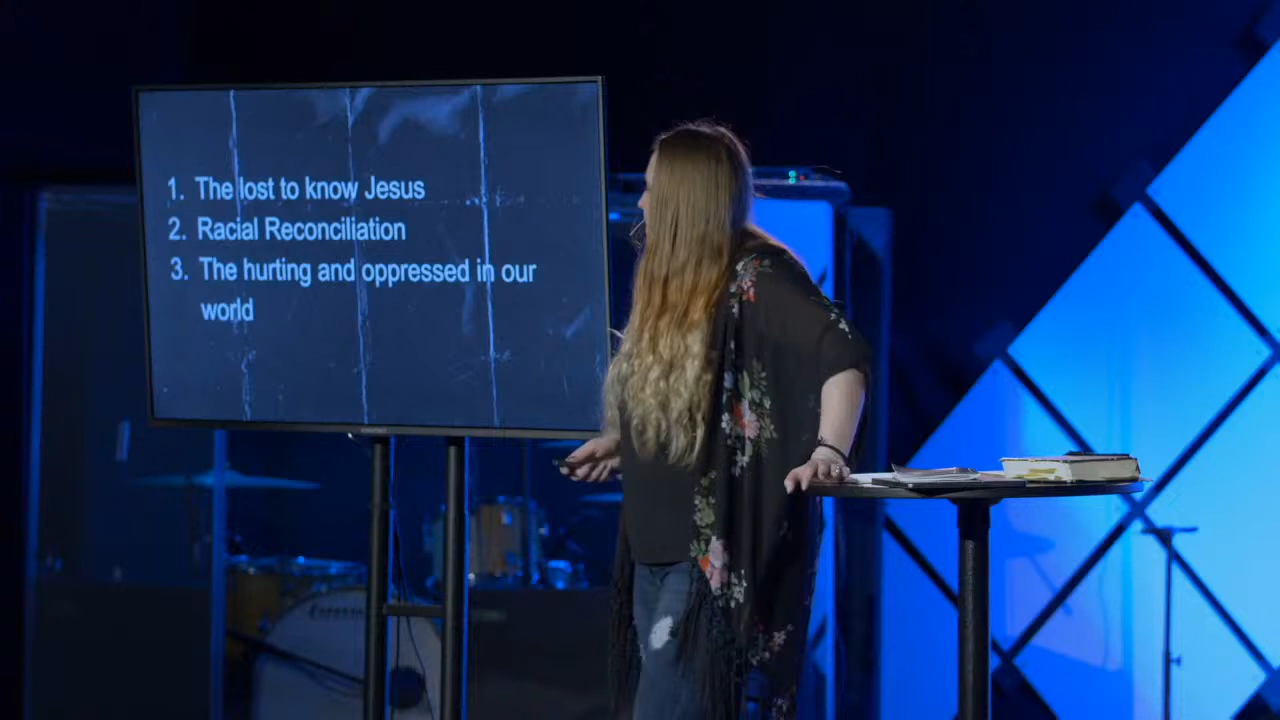 1. The lost to know Jesus
2. Racial Reconciliation
3. The hurting and oppressed in our
world